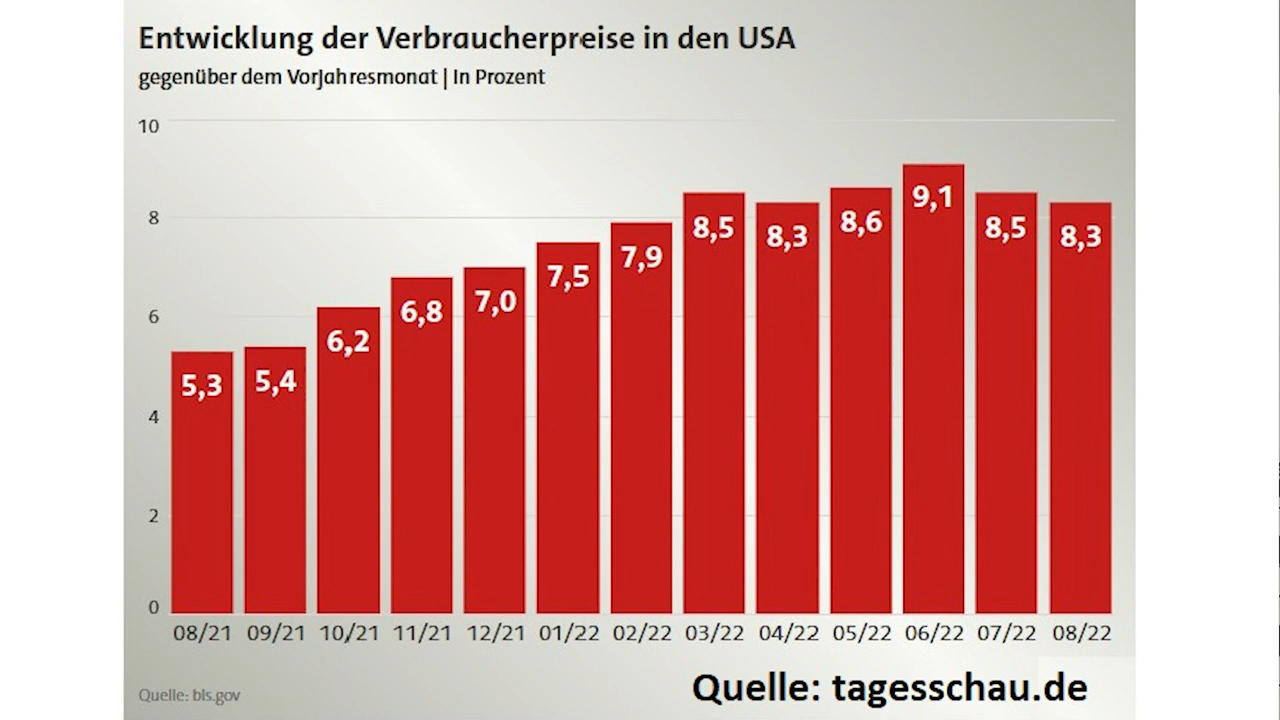 Entwicklung der Verbraucherpreise in den USA
gegenüber dem Vorjahresmonat | In Prozent
10
8
6
4
2
0
5,3 5,4 6,2 6,8 7,0 7,5 7,9 8,5 8,3 8,6 9,1 8,5 8,3
08/21 09/21 10/21 11/21 12/21 01/22 02/22 03/22 04/22 05/22 06/22 07/22 08/22
Quelle: bls.gov
Quelle: tagesschau.de